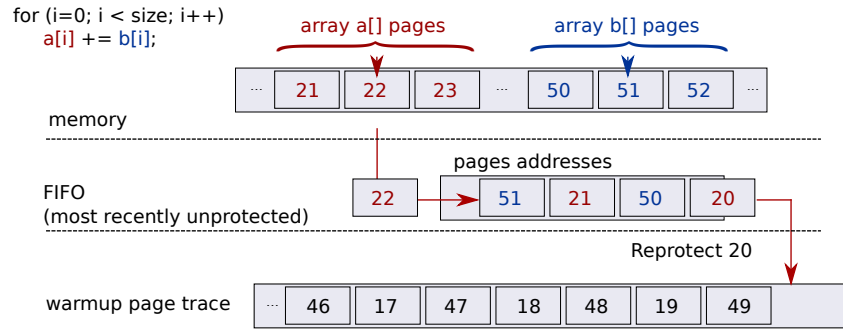 for (i=0; i < size; i++)
a[i] += b[i];
array a[] pages
array b[] pages
... 21 22 23 ... 50 51 52 ...
memory
pages addresses
FIFO
(most recently unprotected)
22 51 21 50 20
Reprotect 20
warmup page trace
... 46 17 47 18 48 19 49